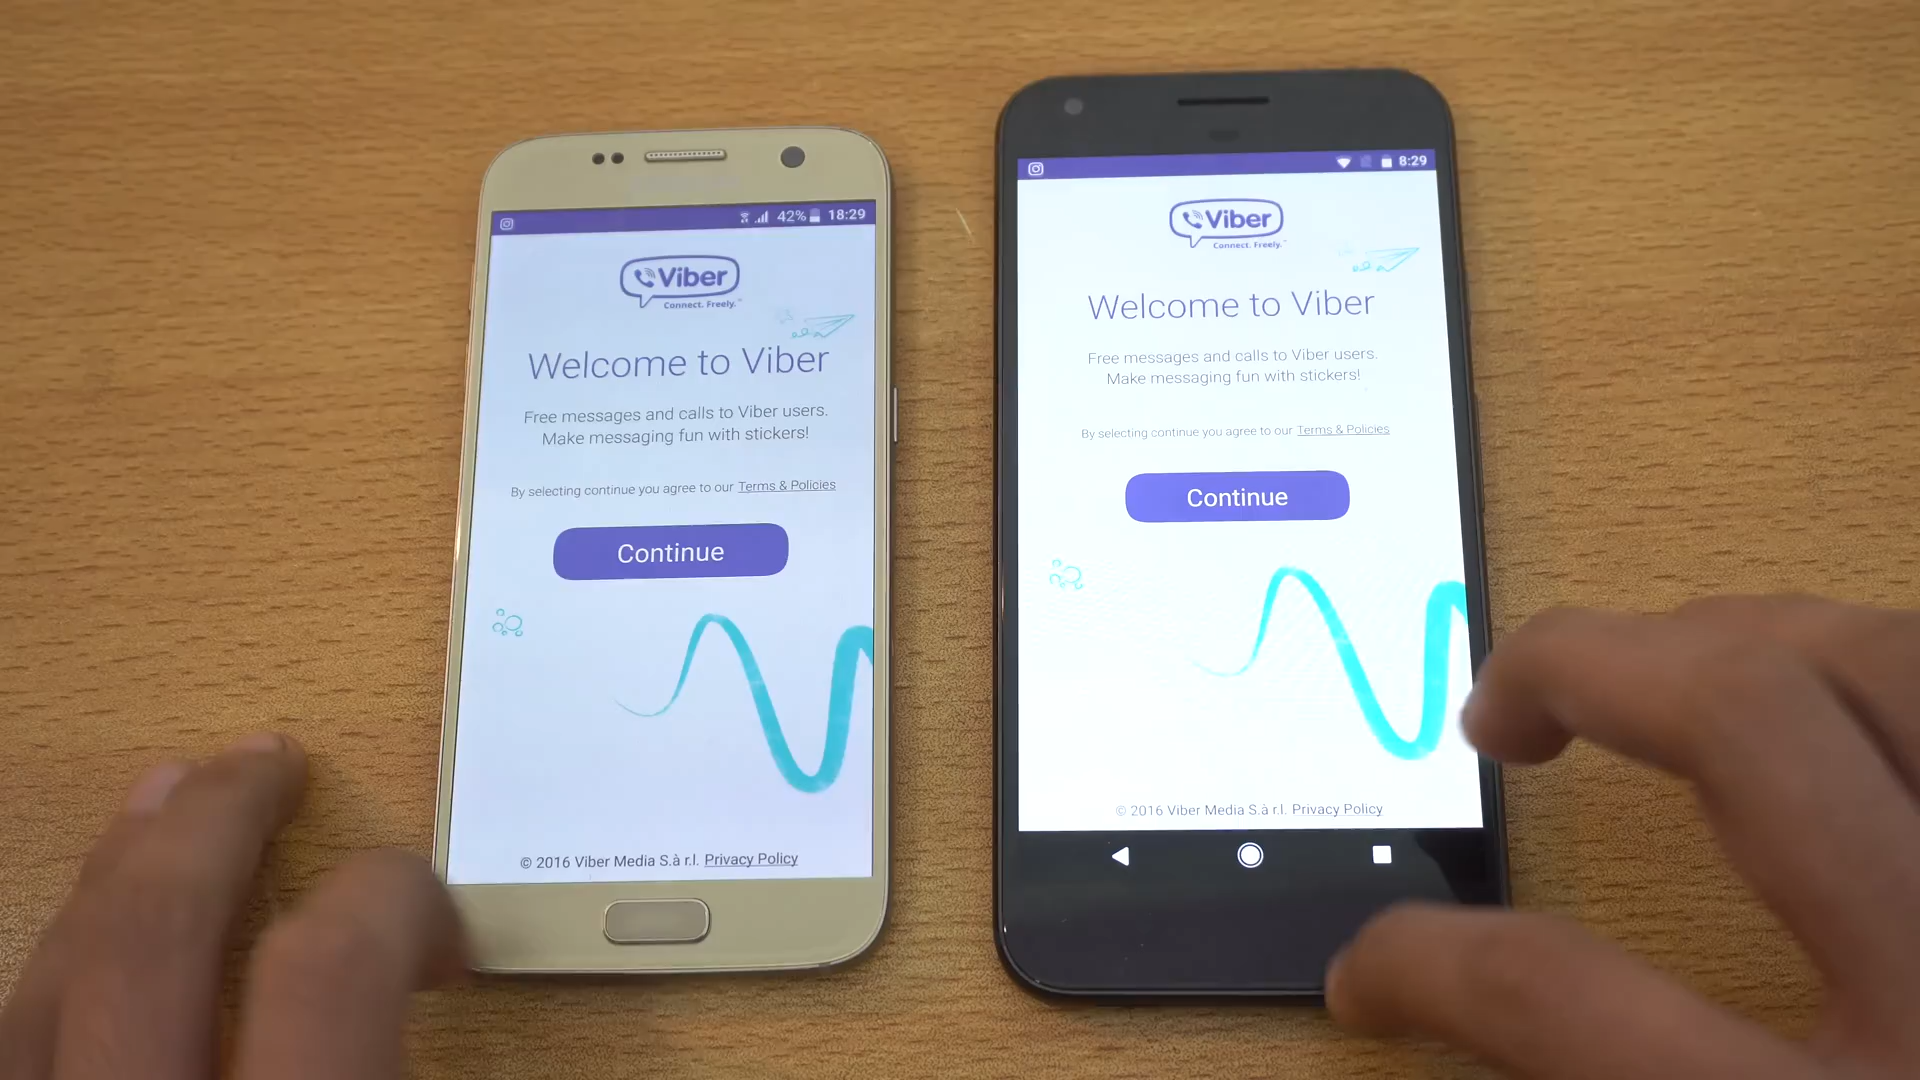 42% 18:29
Viber
Connect. Freely.™
Welcome to Viber
Free messages and calls to Viber users.
Make messaging fun with stickers!
By selecting continue you agree to our Terms & Policies
Continue
© 2016 Viber Media S.à r.l. Privacy Policy
8:29
Viber
Connect. Freely.™
Welcome to Viber
Free messages and calls to Viber users.
Make messaging fun with stickers!
By selecting continue you agree to our Terms & Policies
Continue
© 2016 Viber Media S.à r.l. Privacy Policy